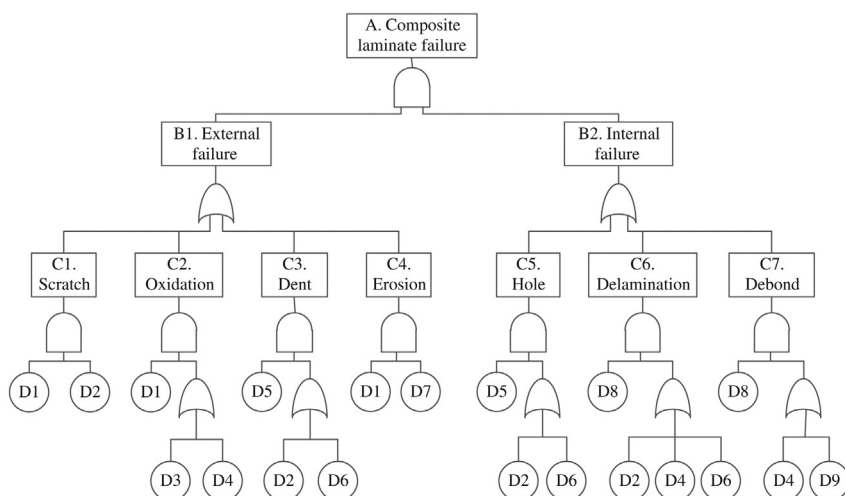 A. Composite
laminate failure
B1. External
failure
B2. Internal
failure
C1.
Scratch
C2.
Oxidation
C3.
Dent
C4.
Erosion
C5.
Hole
C6.
Delamination
C7.
Debond
D1
D2
D1
D5
D1
D7
D5
D8
D8
D3
D4
D2
D6
D2
D6
D2
D4
D6
D4
D9